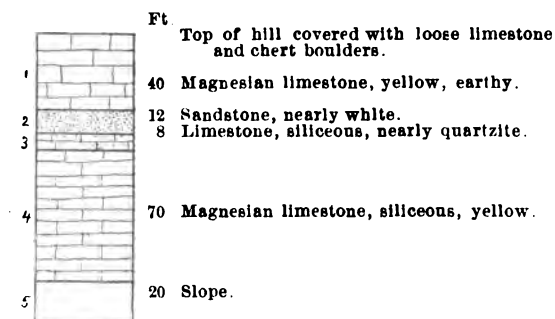 Ft
Top of hill covered with loose limestone
and chert boulders.
1
40 Magnesian limestone, yellow, earthy.
2
12 Sandstone, nearly white.
3
8 Limestone, siliceous, nearly quartzite.
4
70 Magnesian limestone, siliceous, yellow.
5
20 Slope.